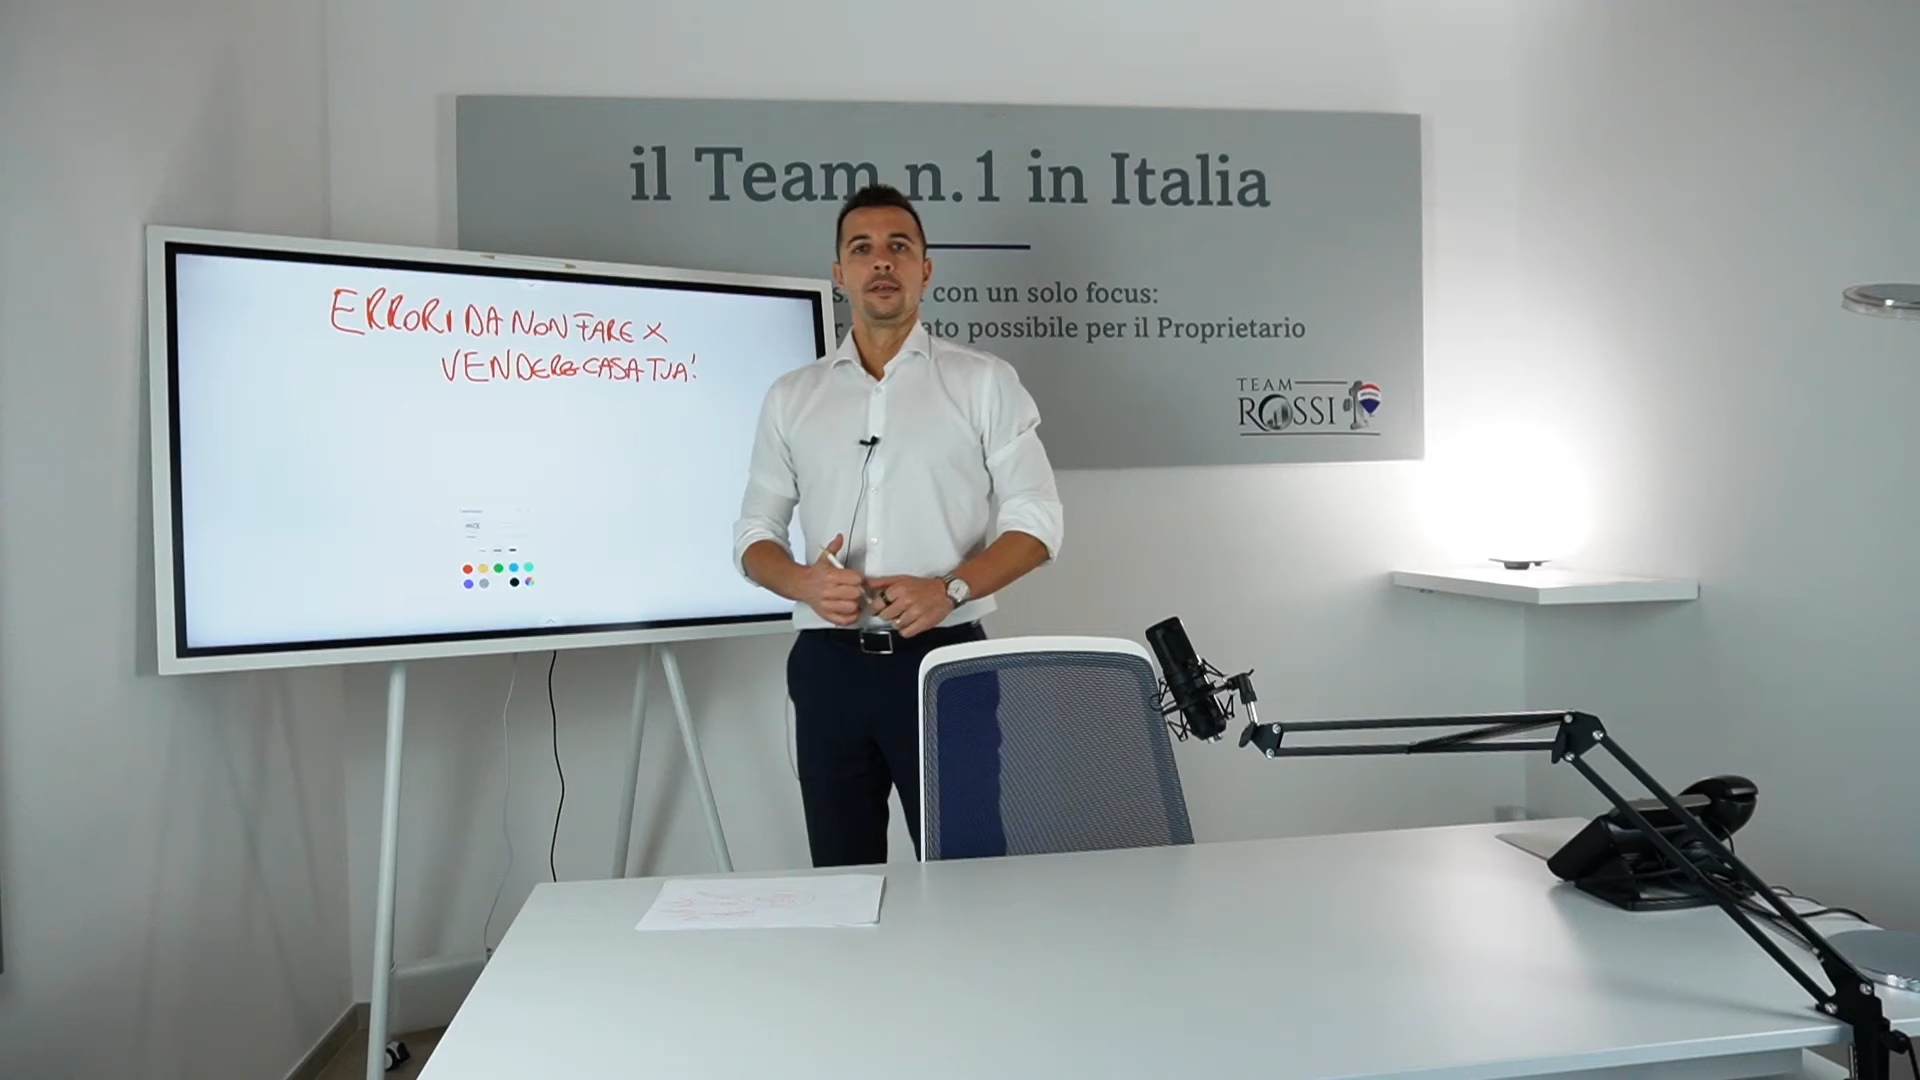 il Team n.1 in Italia
con un solo focus:
possibile per il Proprietario
TEAM
ROSSI
ERRORI DA NON FARE X
VENDERE CASA TUA!